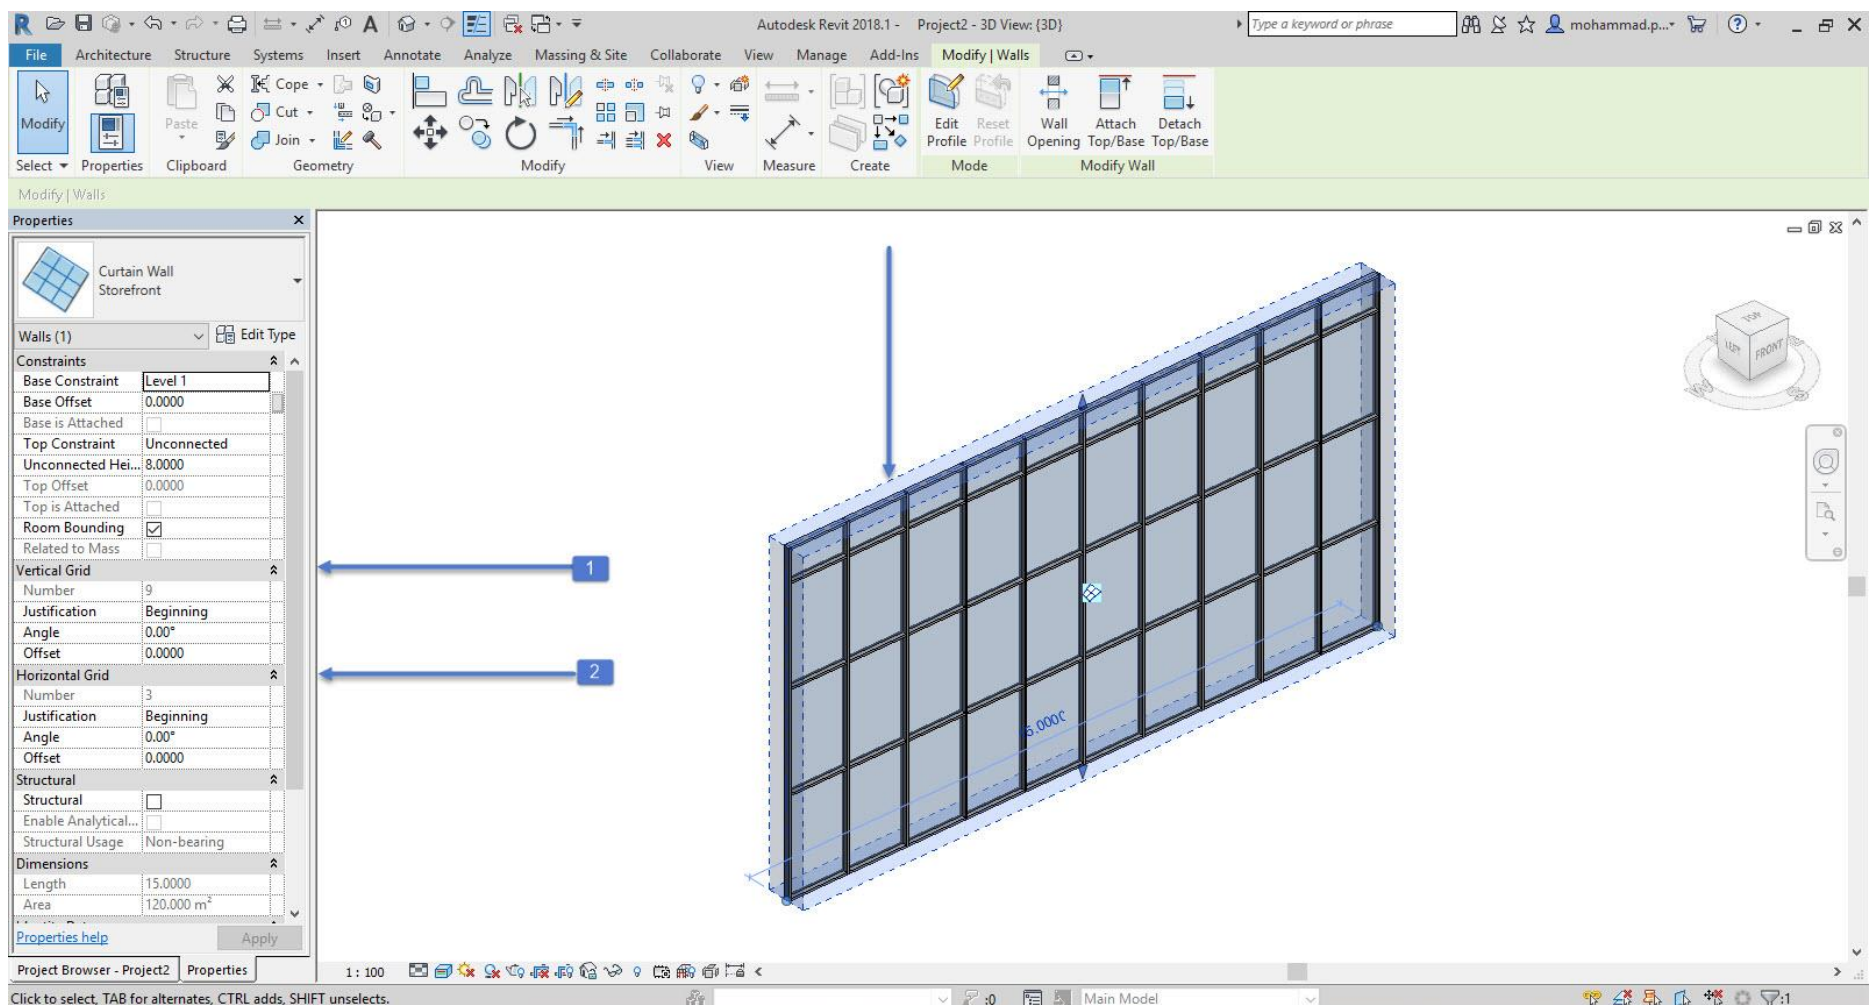 Autodesk Revit 2018.1 - Project2 - 3D View: {3D}
Type a keyword or phrase
mohammad.p...
File Architecture Structure Systems Insert Annotate Analyze Massing & Site Collaborate View Manage Add-Ins Modify | Walls
Modify
Paste
Cope
Cut
Join
Edit Profile
Reset Profile
Wall Opening
Attach Top/Base
Detach Top/Base
Select Properties Clipboard Geometry Modify View Measure Create Mode Modify Wall
Modify | Walls
Properties
Curtain Wall
Storefront
Walls (1) Edit Type
Constraints
Base Constraint Level 1
Base Offset 0.0000
Base is Attached
Top Constraint Unconnected
Unconnected Hei... 8.0000
Top Offset 0.0000
Top is Attached
Room Bounding
Related to Mass
Vertical Grid
Number 9
Justification Beginning
Angle 0.00°
Offset 0.0000
Horizontal Grid
Number 3
Justification Beginning
Angle 0.00°
Offset 0.0000
Structural
Structural
Enable Analytical...
Structural Usage Non-bearing
Dimensions
Length 15.0000
Area 120.000 m²
Properties help Apply
Project Browser - Project2 Properties
1
2
TOP
FRONT
1 : 100
Click to select, TAB for alternates, CTRL adds, SHIFT unselects.
:0
Main Model
:1